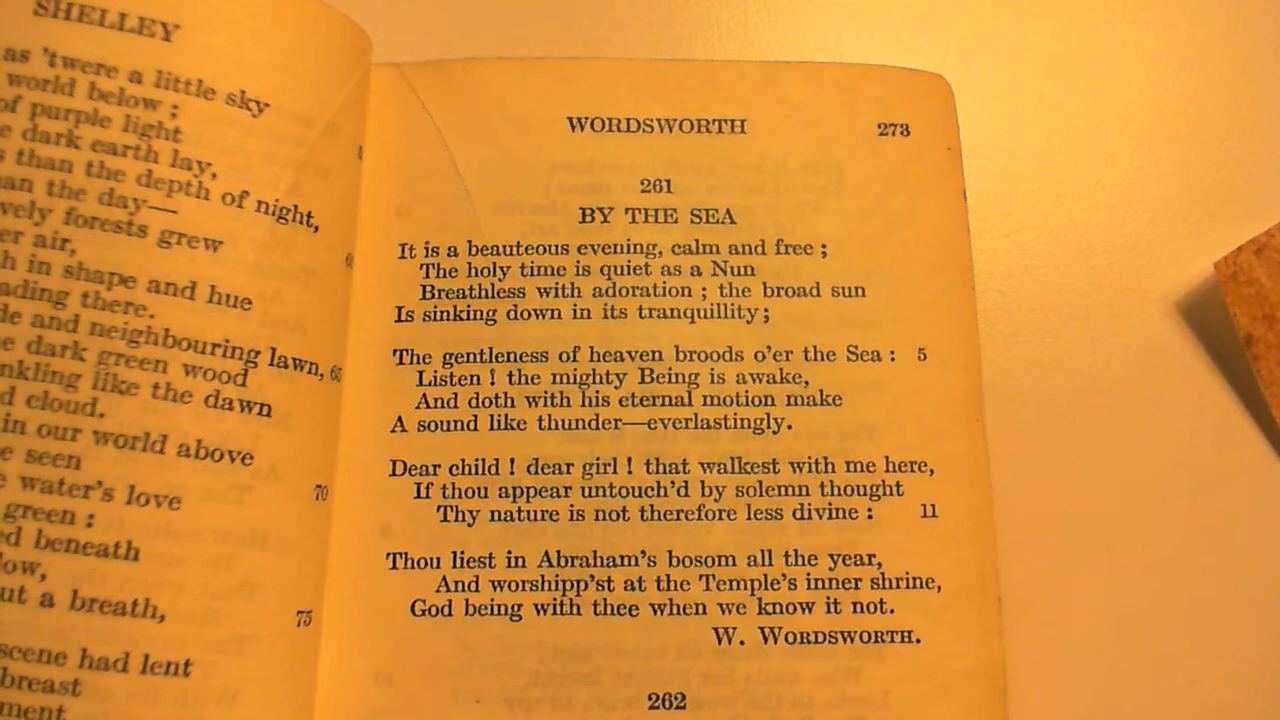 SHELLEY
as 'twere a little sky
world below ;
of purple light
dark earth lay,
than the depth of night,
an the day—
vely forests grew
er air,
h in shape and hue
ading there.
and neighbouring lawn, 65
dark green wood
nkling like the dawn
d cloud.
in our world above
seen
water's love 70
green :
ed beneath
ow,
ut a breath, 75
scene had lent
breast
ment
WORDSWORTH 273
261
BY THE SEA
It is a beauteous evening, calm and free ;
The holy time is quiet as a Nun
Breathless with adoration ; the broad sun
Is sinking down in its tranquillity ;
The gentleness of heaven broods o'er the Sea : 5
Listen ! the mighty Being is awake,
And doth with his eternal motion make
A sound like thunder—everlastingly.
Dear child ! dear girl ! that walkest with me here,
If thou appear untouch'd by solemn thought
Thy nature is not therefore less divine : 11
Thou liest in Abraham's bosom all the year,
And worshipp'st at the Temple's inner shrine,
God being with thee when we know it not.
W. WORDSWORTH.
262